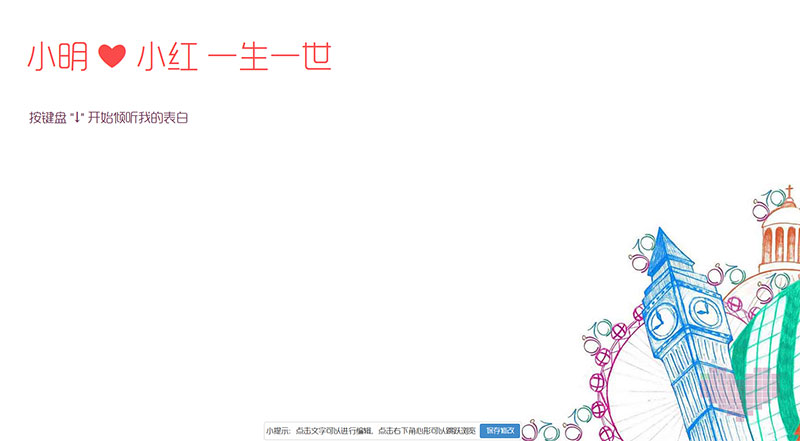 小明 ❤ 小红 一生一世
按键盘 "↓" 开始倾听我的表白
小提示：点击文字可以进行编辑，点击右下角心形可以跳跃浏览 保存修改